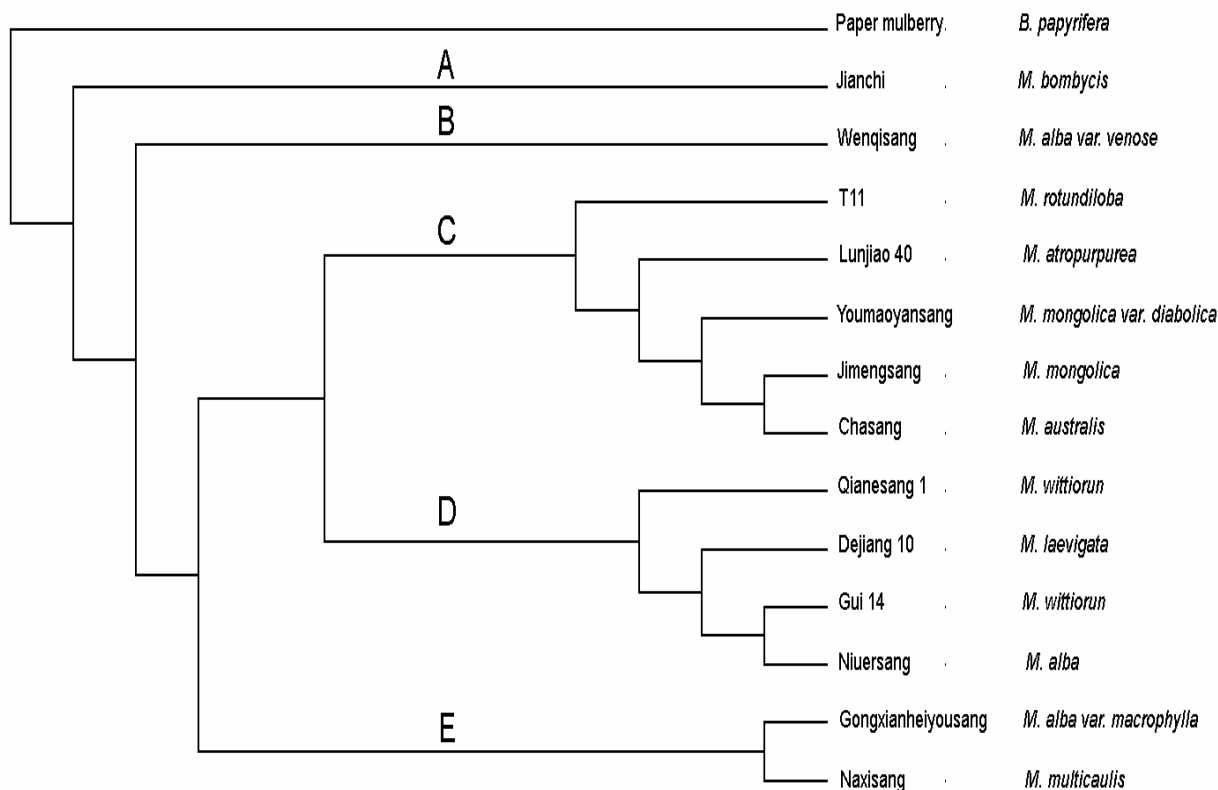 Paper mulberry. B. papyrifera
A
Jianchi . M. bombycis
B
Wenqisang . M. alba var. venose
T11 . M. rotundiloba
C
Lunjiao 40 . M. atropurpurea
Youmaoyansang M. mongolica var. diabolica
Jimengsang . M. mongolica
Chasang . M. australis
Qianesang 1 . M. wittiorun
D
Dejiang 10 . M. laevigata
Gui 14 . M. wittiorun
Niuersang . M. alba
Gongxianheiyousang M. alba var. macrophylla
E
Naxisang . M. multicaulis